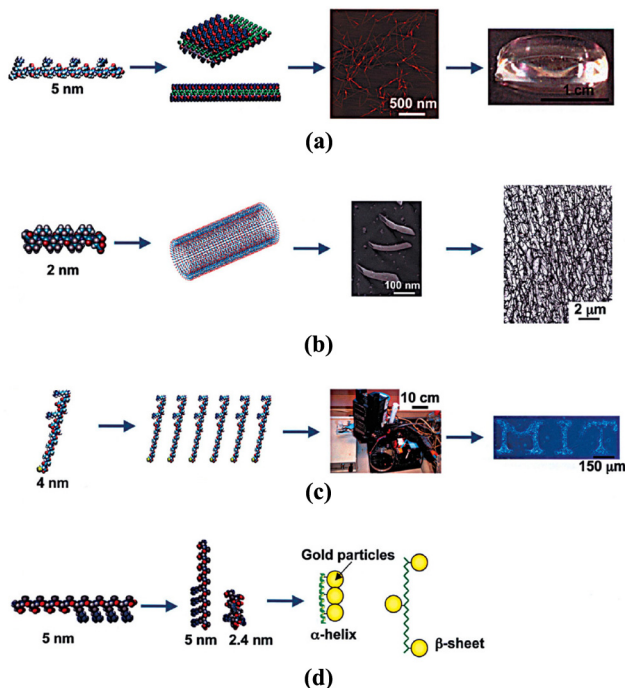 5 nm
500 nm
1 cm
(a)
2 nm
100 nm
2 μm
(b)
10 cm
4 nm
MIT
150 μm
(c)
Gold particles
5 nm
5 nm
2.4 nm
α-helix
β-sheet
(d)